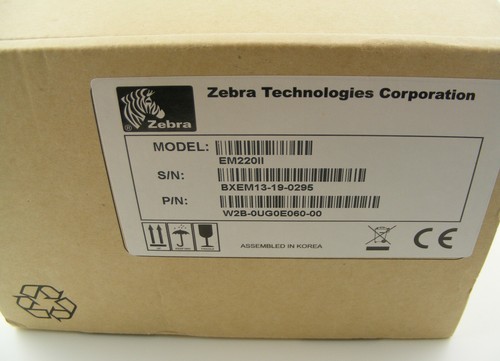 Zebra
Zebra Technologies Corporation
MODEL:
EM220II
S/N:
BXEM13-19-0295
P/N:
W2B-0UG0E060-00
ASSEMBLED IN KOREA
CE